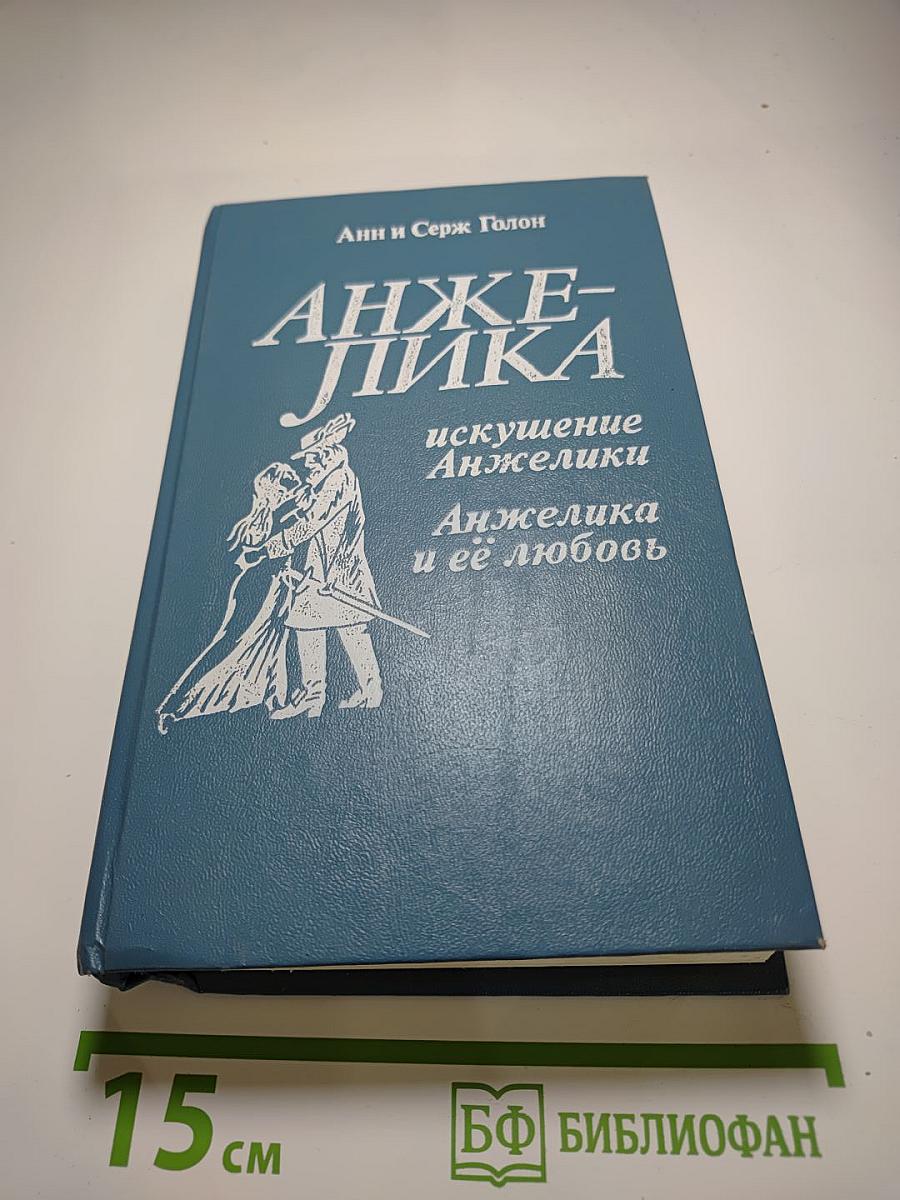 Анн и Серж Голон
АНЖЕ-
ЛИКА
искушение
Анжелики
Анжелика
и её любовь
15 см
БФ БИБЛИОФАН